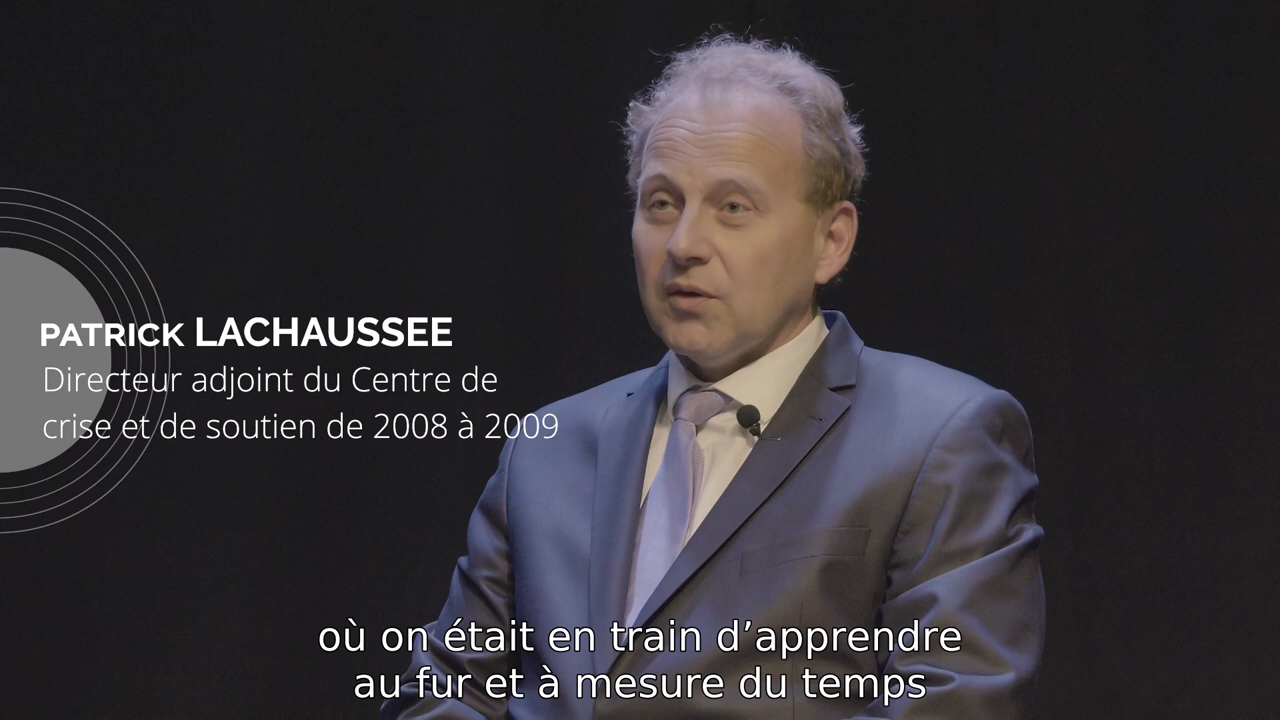 PATRICK LACHAUSSEE
Directeur adjoint du Centre de
crise et de soutien de 2008 à 2009
où on était en train d’apprendre
au fur et à mesure du temps